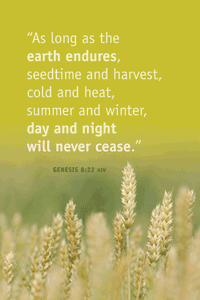 “As long as the
earth endures,
seedtime and harvest,
cold and heat,
summer and winter,
day and night
will never cease.”
GENESIS 8:22 NIV